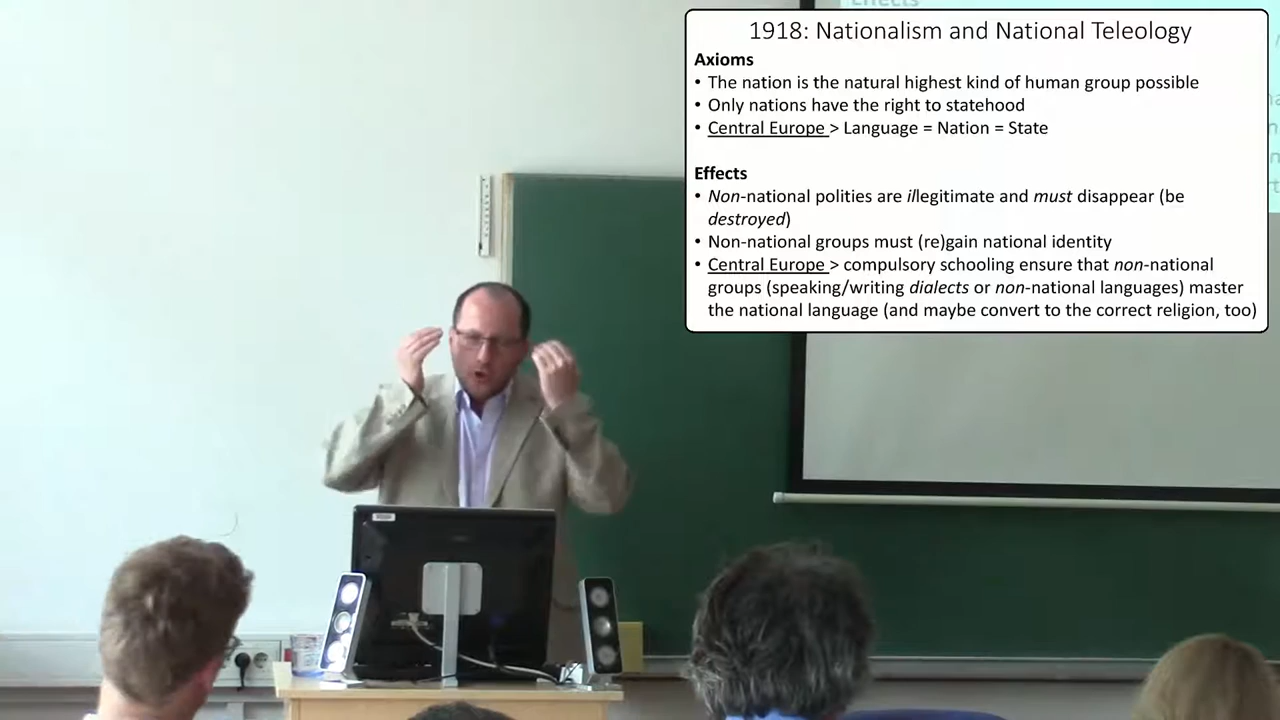 1918: Nationalism and National Teleology
Axioms
• The nation is the natural highest kind of human group possible
• Only nations have the right to statehood
• Central Europe > Language = Nation = State
Effects
• Non-national polities are illegitimate and must disappear (be
destroyed)
• Non-national groups must (re)gain national identity
• Central Europe > compulsory schooling ensure that non-national
groups (speaking/writing dialects or non-national languages) master
the national language (and maybe convert to the correct religion, too)